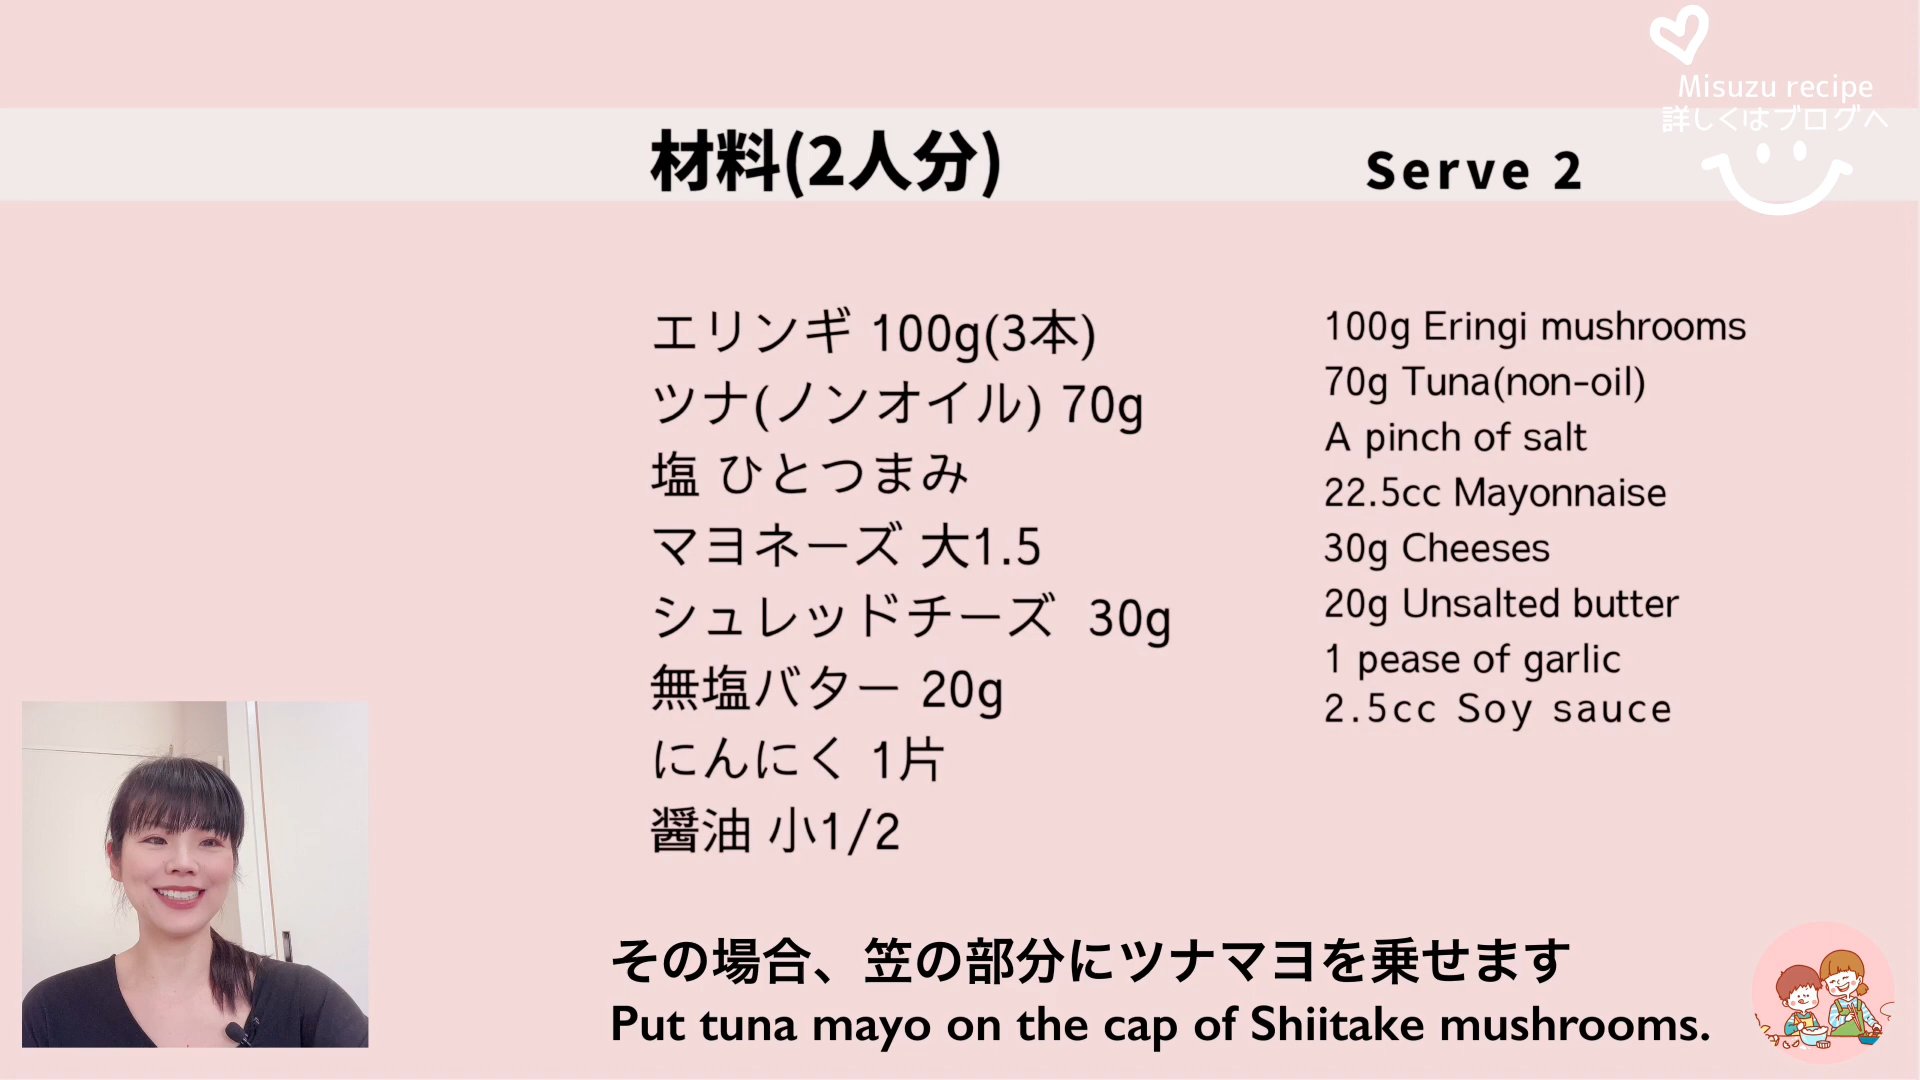 Misuzu recipe
詳しくはブログへ
材料(2人分)
Serve 2
エリンギ 100g(3本)
ツナ(ノンオイル) 70g
塩 ひとつまみ
マヨネーズ 大1.5
シュレッドチーズ 30g
無塩バター 20g
にんにく 1片
醤油 小1/2
100g Eringi mushrooms
70g Tuna(non-oil)
A pinch of salt
22.5cc Mayonnaise
30g Cheeses
20g Unsalted butter
1 pease of garlic
2.5cc Soy sauce
その場合、笠の部分にツナマヨを乗せます
Put tuna mayo on the cap of Shiitake mushrooms.